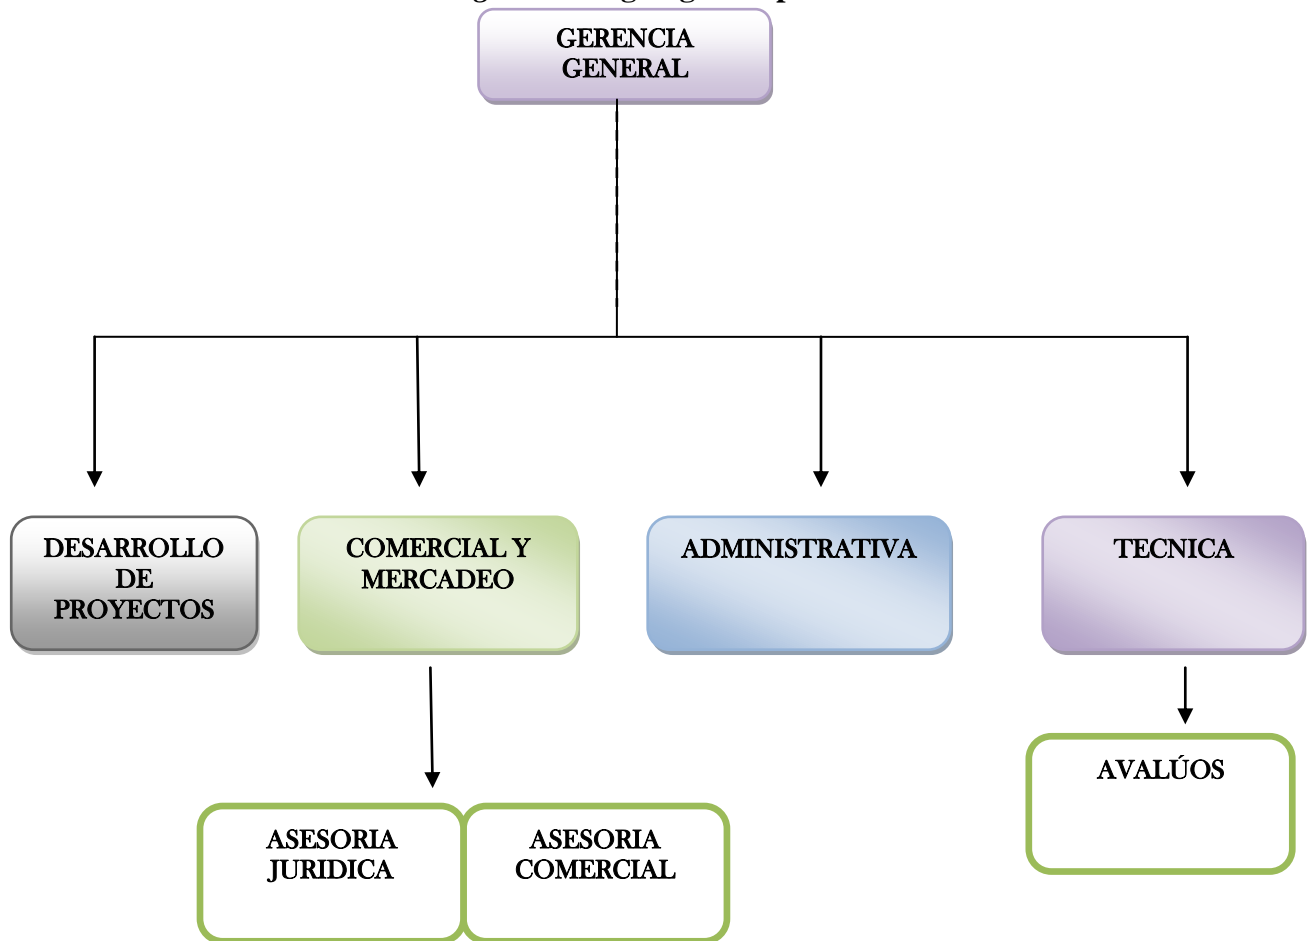 GERENCIA
GENERAL
DESARROLLO
DE
PROYECTOS
COMERCIAL Y
MERCADEO
ADMINISTRATIVA
TECNICA
AVALÚOS
ASESORIA
JURIDICA
ASESORIA
COMERCIAL